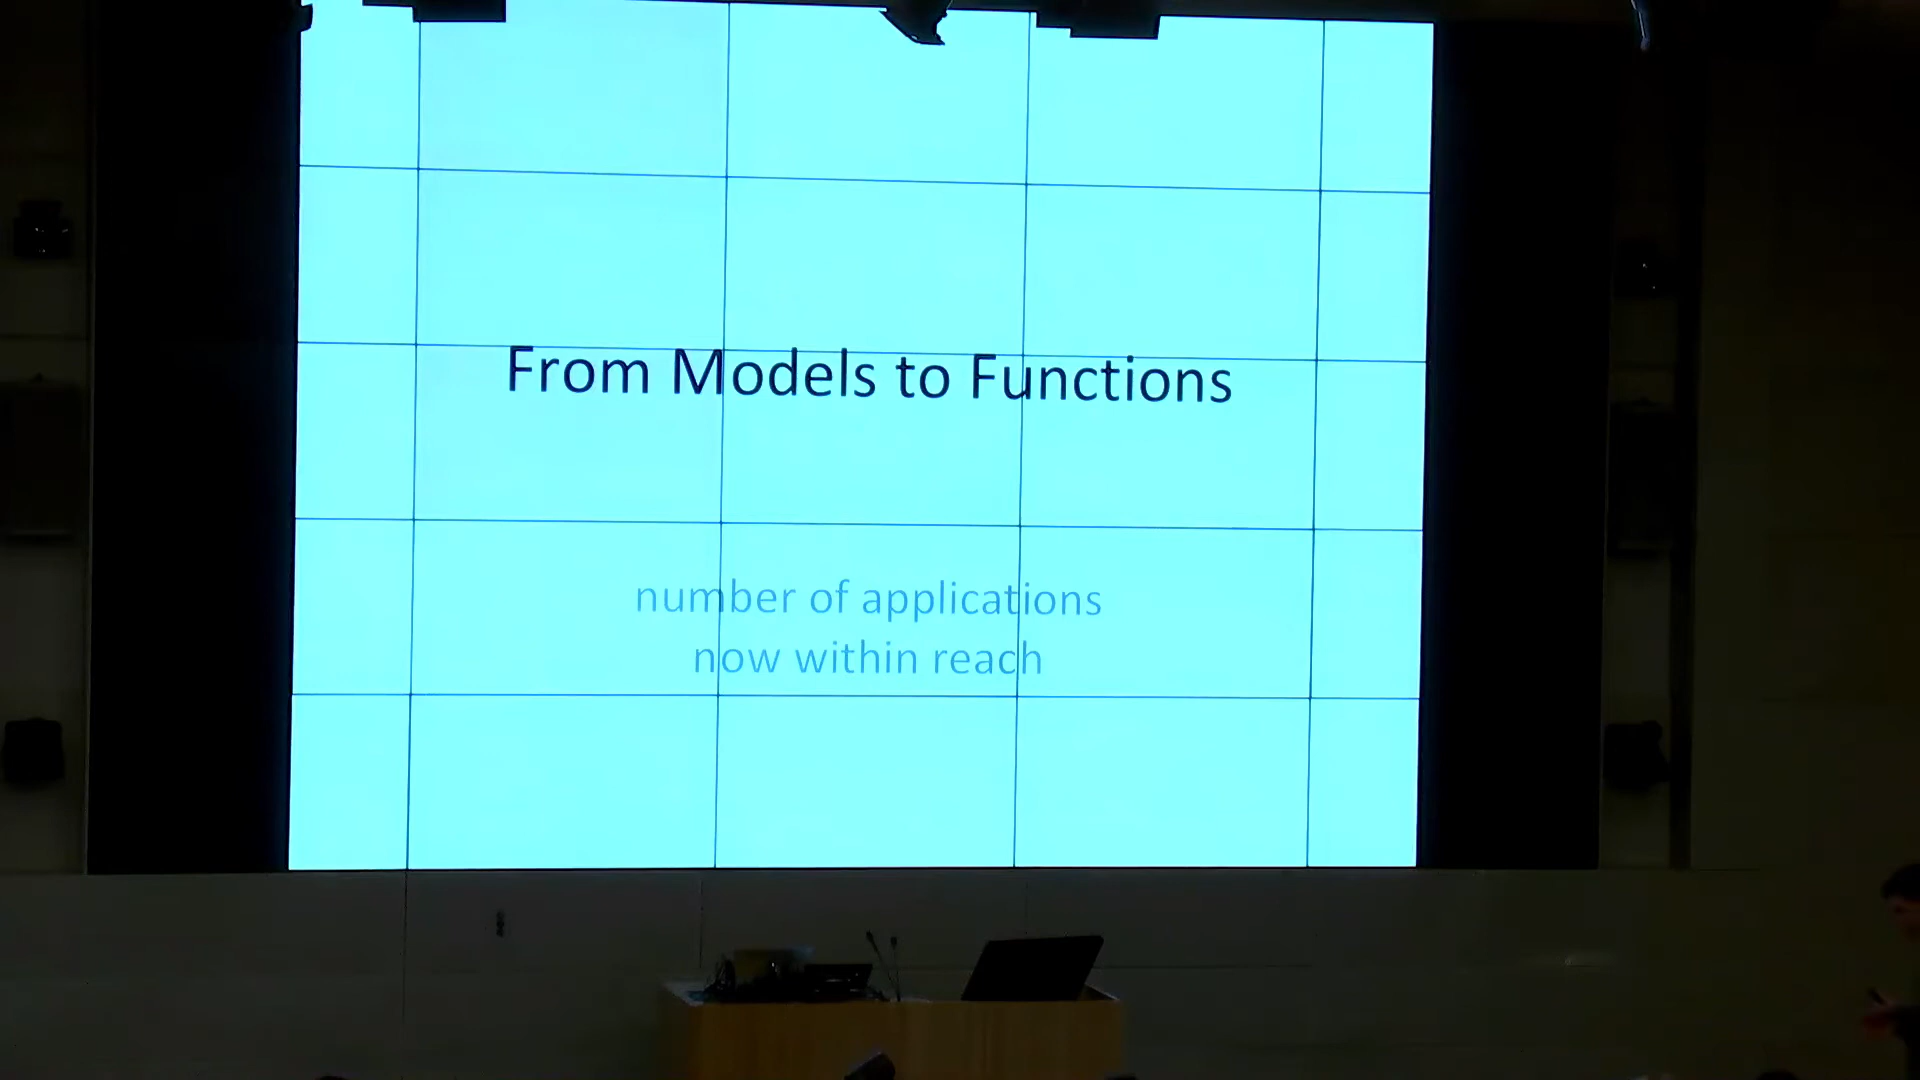 From Models to Functions
number of applications
now within reach